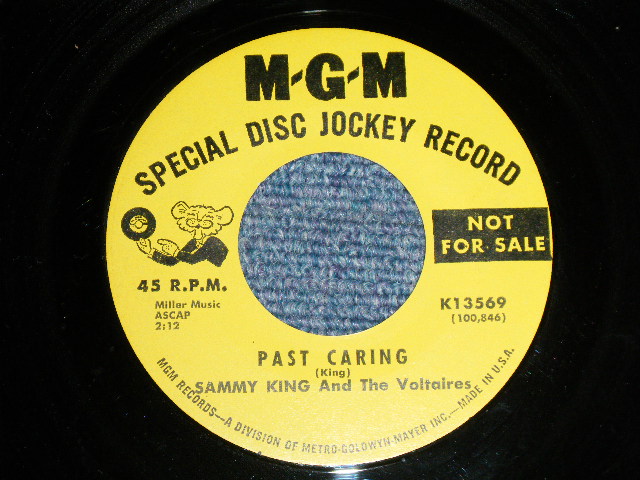 M-G-M
SPECIAL DISC JOCKEY RECORD
NOT
FOR SALE
45 R.P.M.
Miller Music
ASCAP
2:12
K13569
(100,846)
PAST CARING
(King)
SAMMY KING And The Voltaires
MGM RECORDS—A DIVISION OF METRO-GOLDWYN-MAYER INC.—MADE IN U.S.A.